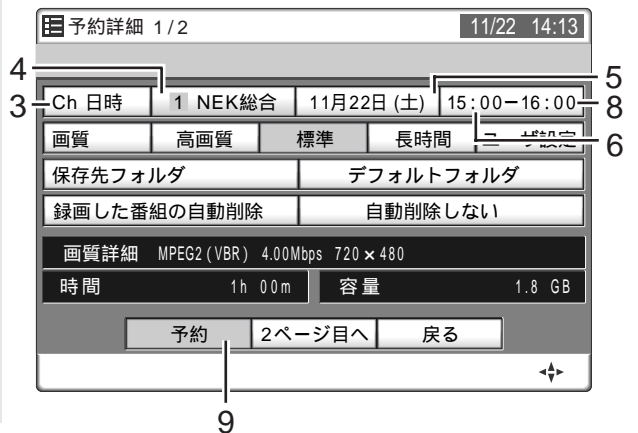 予約詳細 1/2 11/22 14:13
4 5
3 Ch 日時 1 NEK総合 11月22日 (土) 15:00−16:00 8
画質 高画質 標準 長時間 ユーザ設定 6
保存先フォルダ デフォルトフォルダ
録画した番組の自動削除 自動削除しない
画質詳細 MPEG2(VBR) 4.00Mbps 720×480
時間 1h 00m 容量 1.8 GB
予約 2ページ目へ 戻る
9